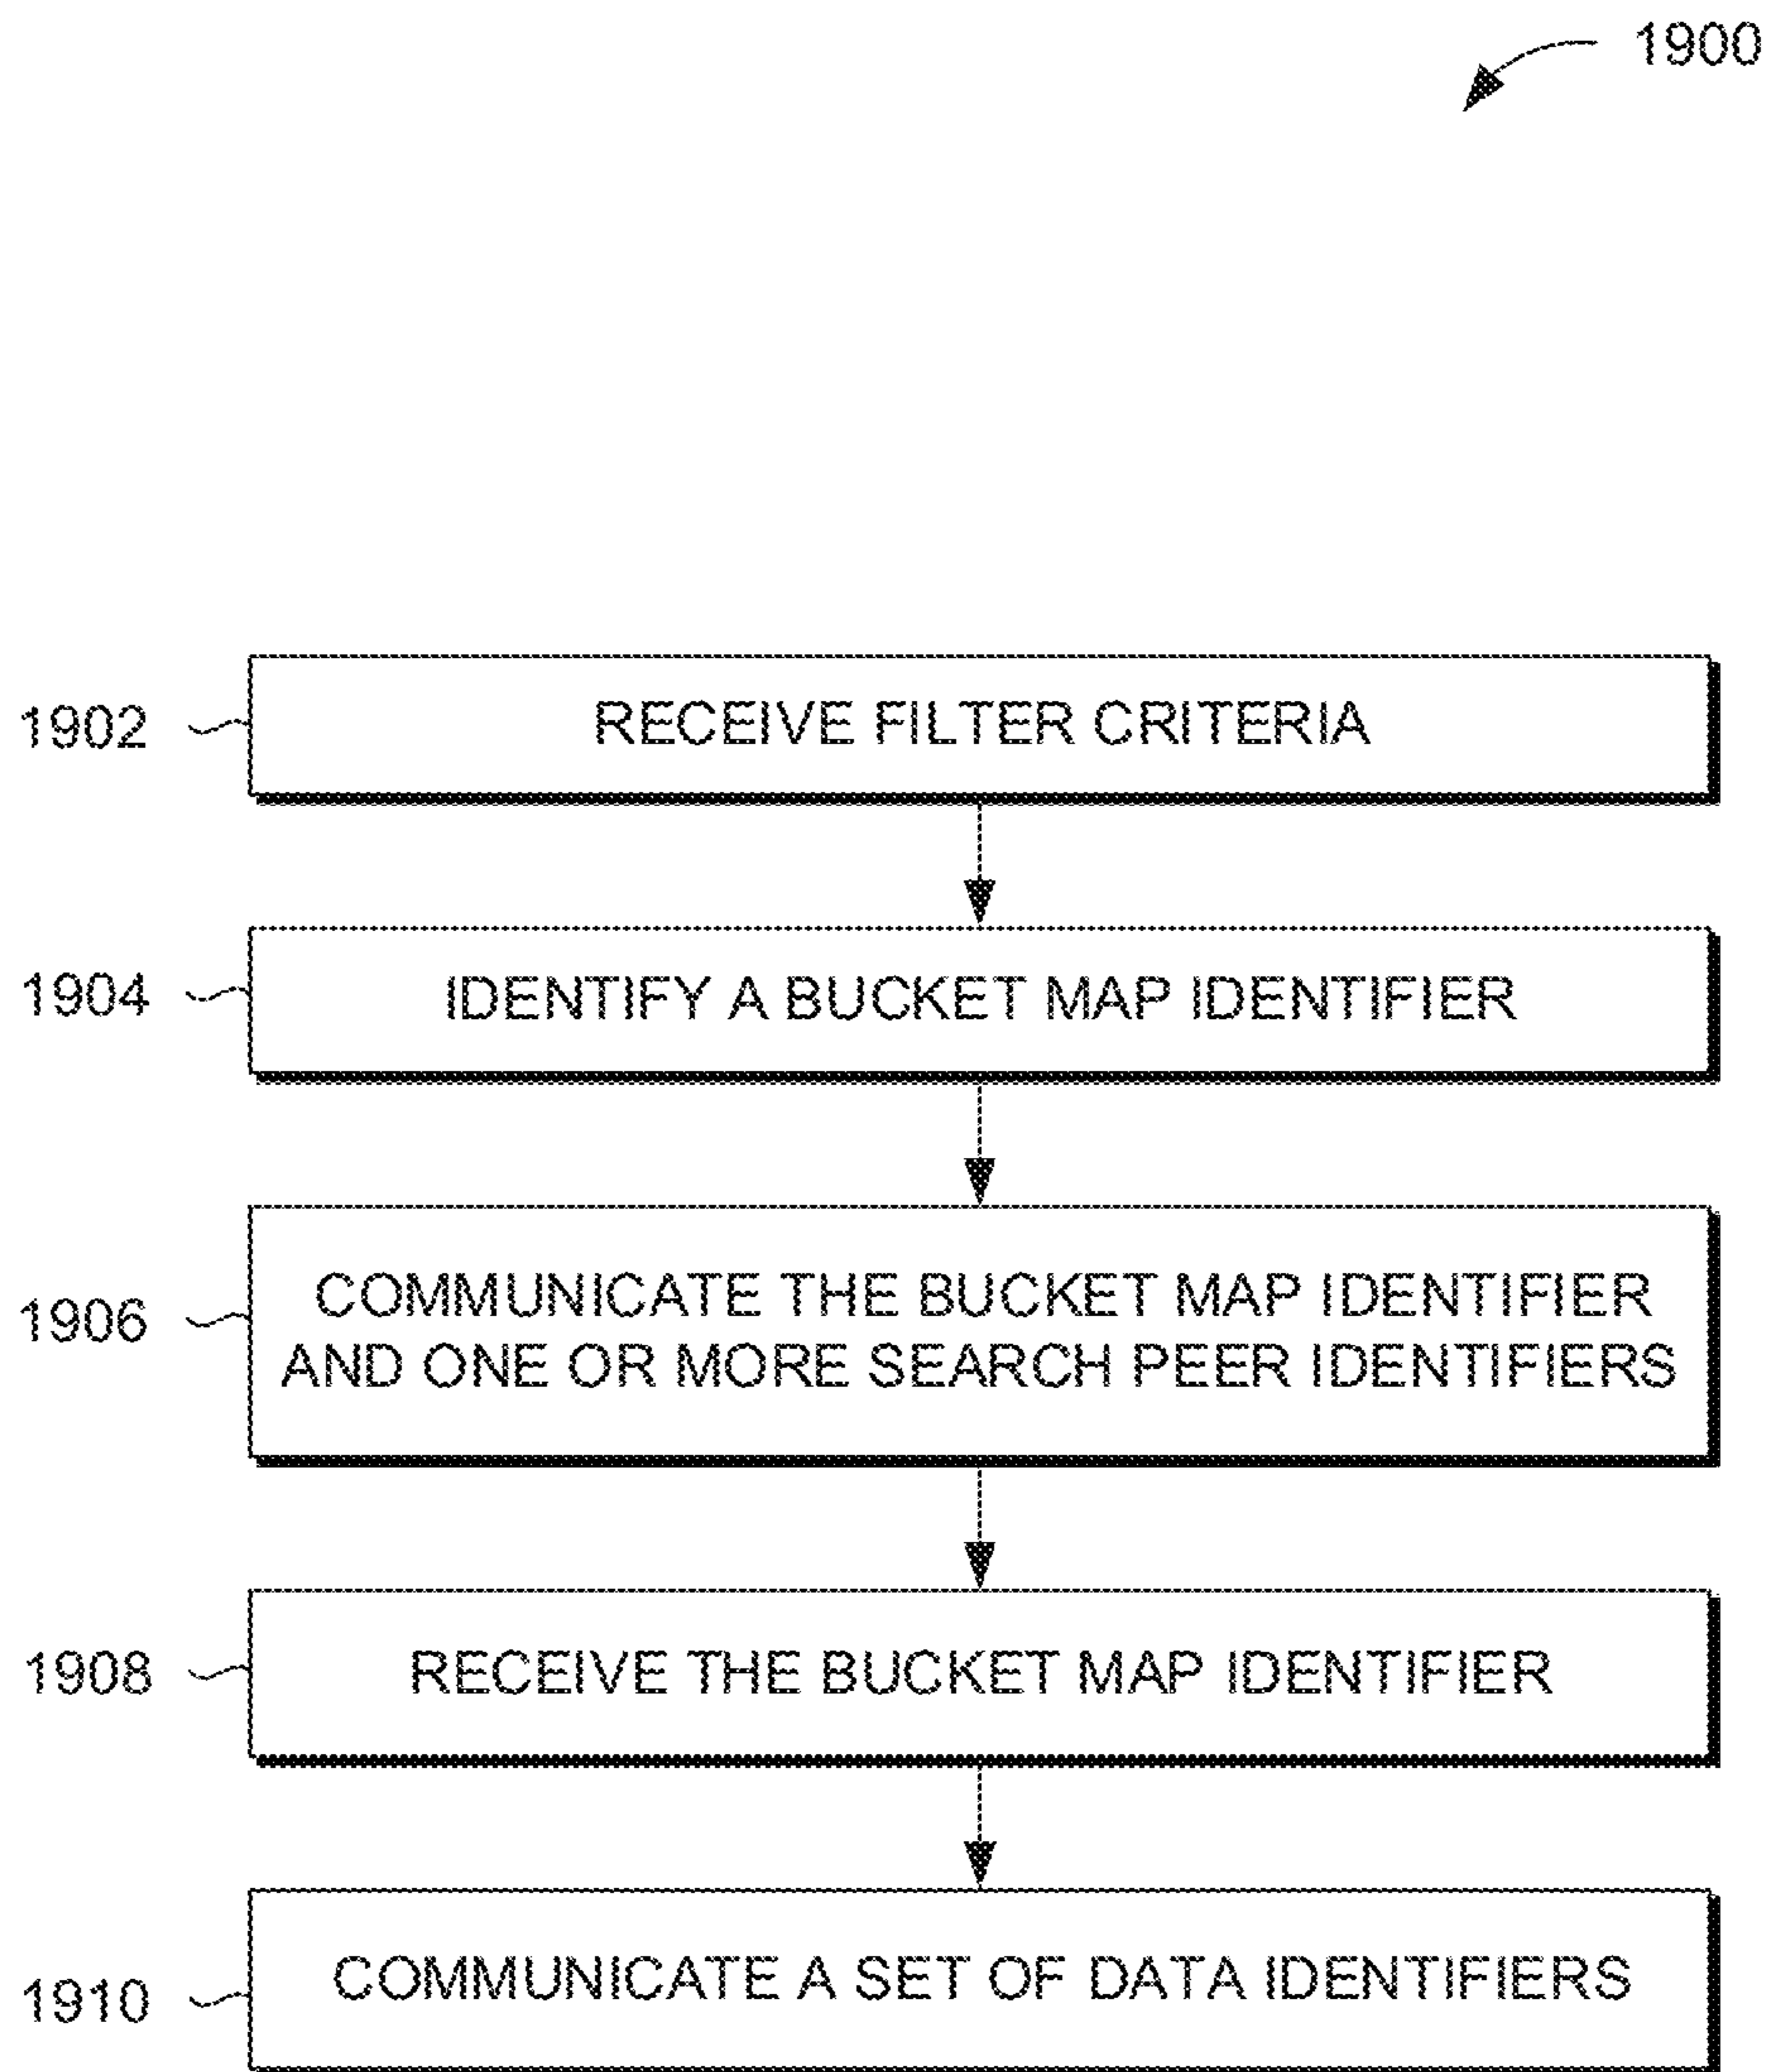 1900
1902
RECEIVE FILTER CRITERIA
1904
IDENTIFY A BUCKET MAP IDENTIFIER
1906
COMMUNICATE THE BUCKET MAP IDENTIFIER
AND ONE OR MORE SEARCH PEER IDENTIFIERS
1908
RECEIVE THE BUCKET MAP IDENTIFIER
1910
COMMUNICATE A SET OF DATA IDENTIFIERS